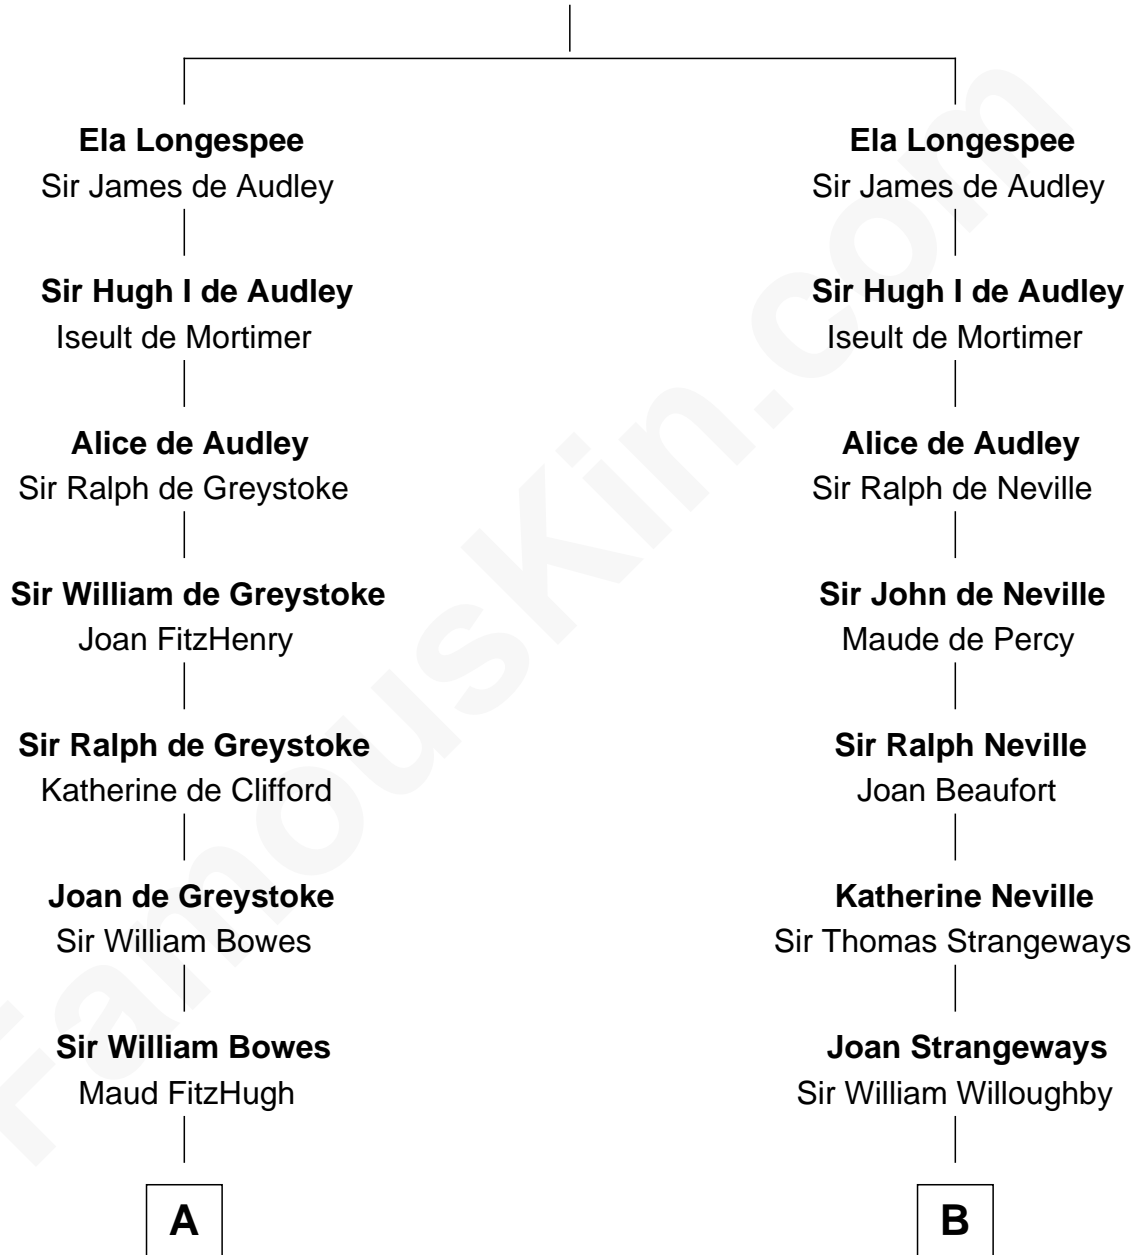 Ela Longespee
Sir James de Audley
Sir Hugh I de Audley
Iseult de Mortimer
Alice de Audley
Sir Ralph de Greystoke
Sir William de Greystoke
Joan FitzHenry
Sir Ralph de Greystoke
Katherine de Clifford
Joan de Greystoke
Sir William Bowes
Sir William Bowes
Maud FitzHugh
A
Ela Longespee
Sir James de Audley
Sir Hugh I de Audley
Iseult de Mortimer
Alice de Audley
Sir Ralph de Neville
Sir John de Neville
Maude de Percy
Sir Ralph Neville
Joan Beaufort
Katherine Neville
Sir Thomas Strangeways
Joan Strangeways
Sir William Willoughby
B
FamousKin.com